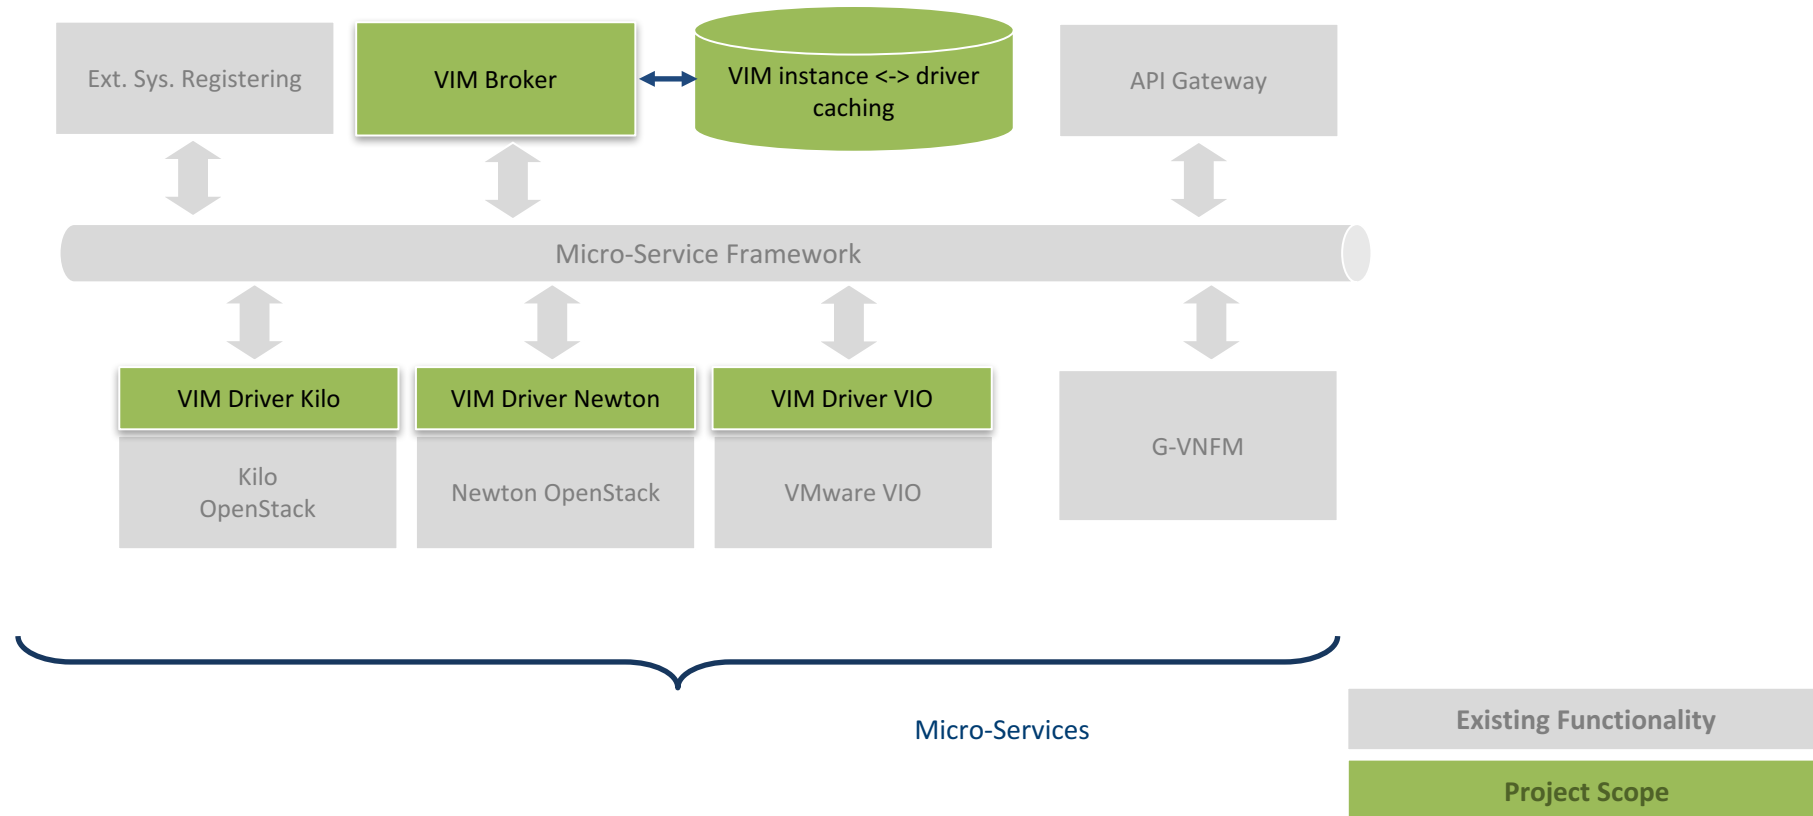 Ext. Sys. Registering
VIM Broker
VIM instance <-> driver
caching
API Gateway
Micro-Service Framework
VIM Driver Kilo
VIM Driver Newton
VIM Driver VIO
Kilo
OpenStack
Newton OpenStack
VMware VIO
G-VNFM
Micro-Services
Existing Functionality
Project Scope